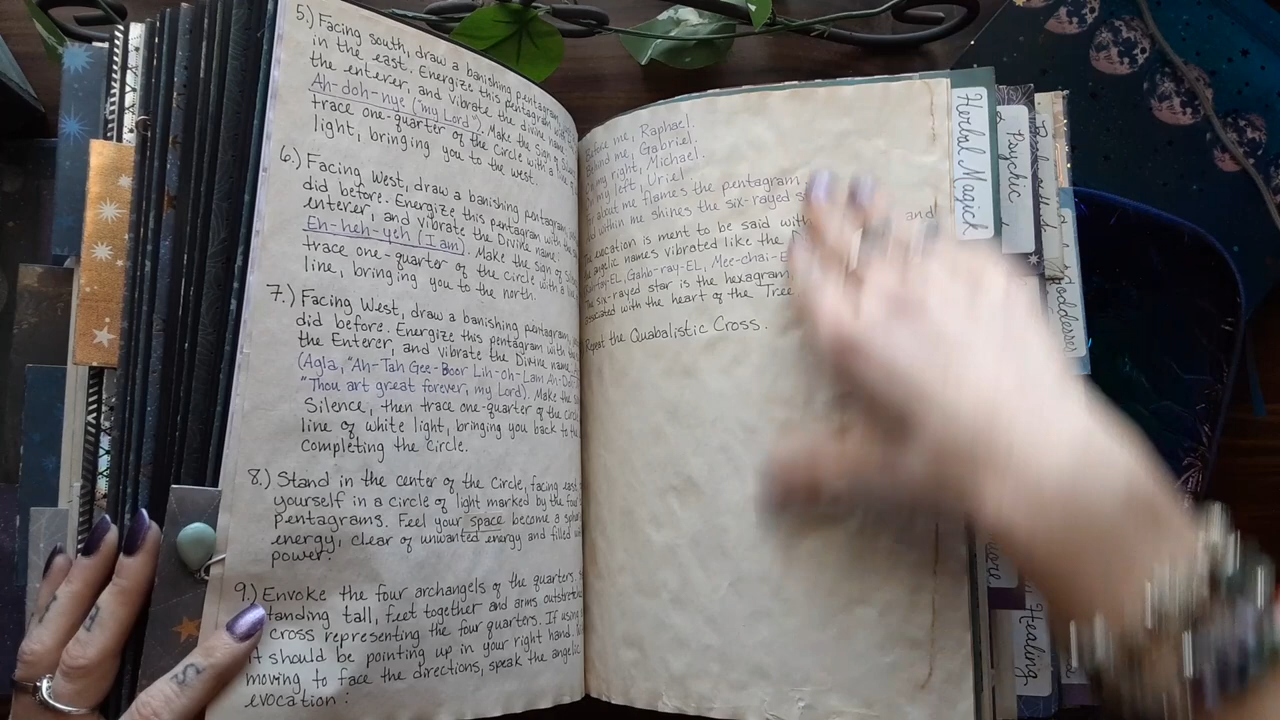 5.) Facing south, draw a banishing pentagram
in the east. Energize this pentagram with the
the enterer, and vibrate the divine name
Ah-doh-nye (my Lord"). Make the Sign of
trace one-quarter of the Circle with a
light, bringing you to the west.
6.) Facing West, draw a banishing pentagram,
did before. Energize this pentagram with the
enterer, and vibrate the Divine name:
Eh-heh-yeh (I am). Make the sign of
trace one-quarter of the circle with a
line, bringing you to the north.
7.) Facing West, draw a banishing pentagram,
did before. Energize this pentagram with
the Enterer, and vibrate the Divine name
(Agla, "Ah-Tah Gee-Boor Lih-Oh-Lam Ah-
"Thou art great forever, my Lord). Make the
Silence, then trace one-quarter of the
line of white light, bringing you back to the
completing the Circle.
8.) Stand in the center of the Circle, facing east
yourself in a circle of light marked by the
pentagrams. Feel your space become a
energy, clear of unwanted energy and filled
power.
9.) Envoke the four archangels of the quarters.
standing tall, feet together and arms
cross representing the four quarters. If using
it should be pointing up in your right hand.
moving to face the directions, speak the angelic
evocation:
Before me, Raphael.
Behind me, Gabriel.
On my right, Michael.
my left, Uriel
For about me flames the pentagram
And within me shines the six-rayed
evocation is ment to be said with and
angelic names vibrated like the
EL, Gahb-ray-EL, Mee-chai-
The six-rayed star is the hexagram,
associated with the heart of the Tree
Repeat the Quabalistic Cross.
Herbal Magick
Psychic
Goddesses
Healing